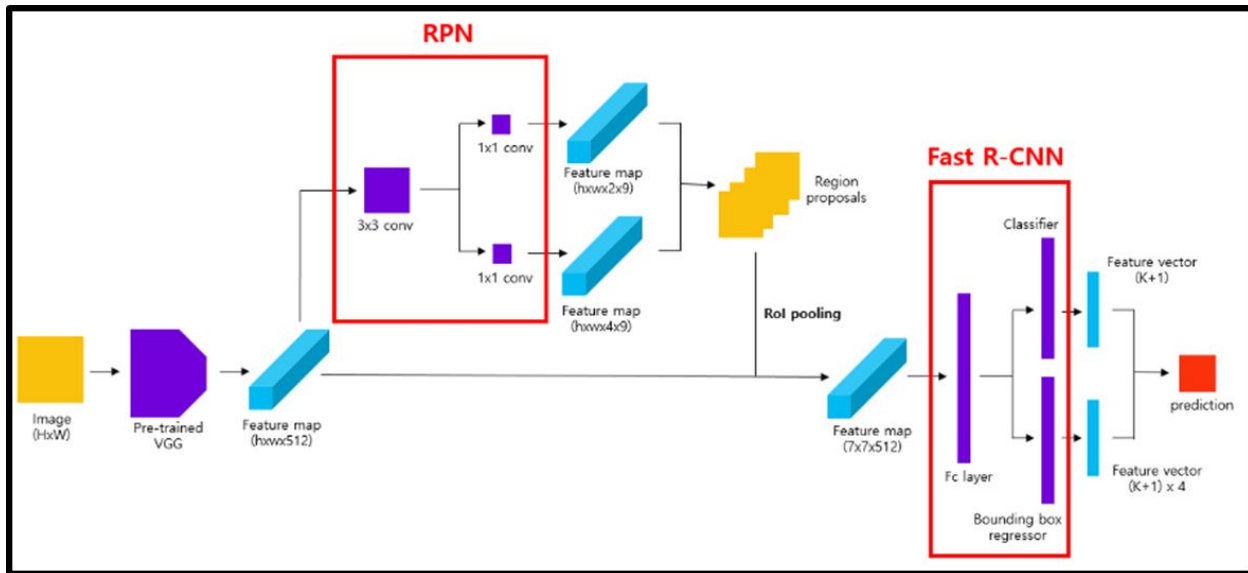 RPN
1x1 conv
Feature map
(hxwx2x9)
3x3 conv
1x1 conv
Feature map
(hxwx4x9)
Region
proposals
RoI pooling
Image
(HxW)
Pre-trained
VGG
Feature map
(hxwx512)
Feature map
(7x7x512)
Fast R-CNN
Classifier
Fc layer
Bounding box
regressor
Feature vector
(K+1)
Feature vector
(K+1) x 4
prediction